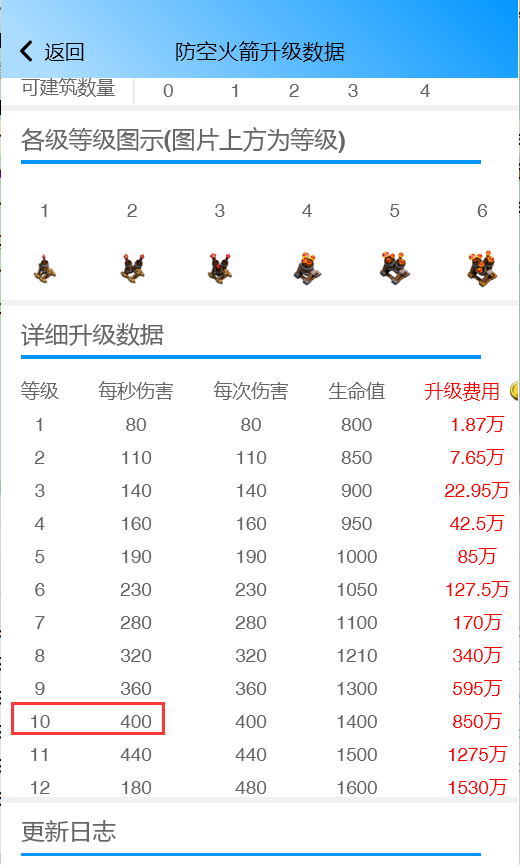 返回 防空火箭升级数据
可建筑数量 0 1 2 3 4
各级等级图示(图片上方为等级)
1 2 3 4 5 6
详细升级数据
等级 每秒伤害 每次伤害 生命值 升级费用
1 80 80 800 1.87万
2 110 110 850 7.65万
3 140 140 900 22.95万
4 160 160 950 42.5万
5 190 190 1000 85万
6 230 230 1050 127.5万
7 280 280 1100 170万
8 320 320 1210 340万
9 360 360 1300 595万
10 400 400 1400 850万
11 440 440 1500 1275万
12 180 480 1600 1530万
更新日志